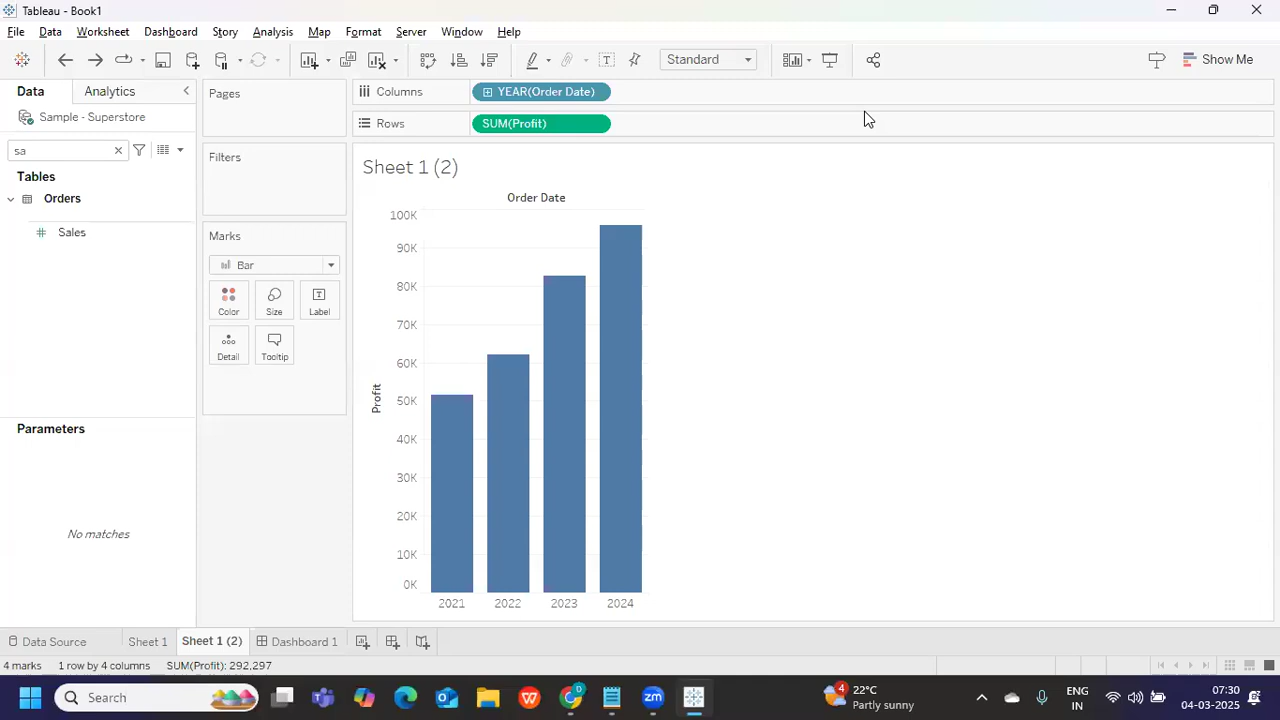 Tableau - Book1
File Data Worksheet Dashboard Story Analysis Map Format Server Window Help
Standard
Show Me
Data Analytics
Pages
Columns
YEAR(Order Date)
Rows
SUM(Profit)
Sample - Superstore
sa
Tables
Orders
Sales
Parameters
No matches
Filters
Marks
Bar
Color Size Label
Detail Tooltip
Sheet 1 (2)
Order Date
100K
90K
80K
70K
60K
50K
40K
30K
20K
10K
0K
Profit
2021 2022 2023 2024
Data Source Sheet 1 Sheet 1 (2) Dashboard 1
4 marks 1 row by 4 columns SUM(Profit): 292,297
Search
4
22°C
Partly sunny
ENG
IN
07:30
04-03-2025